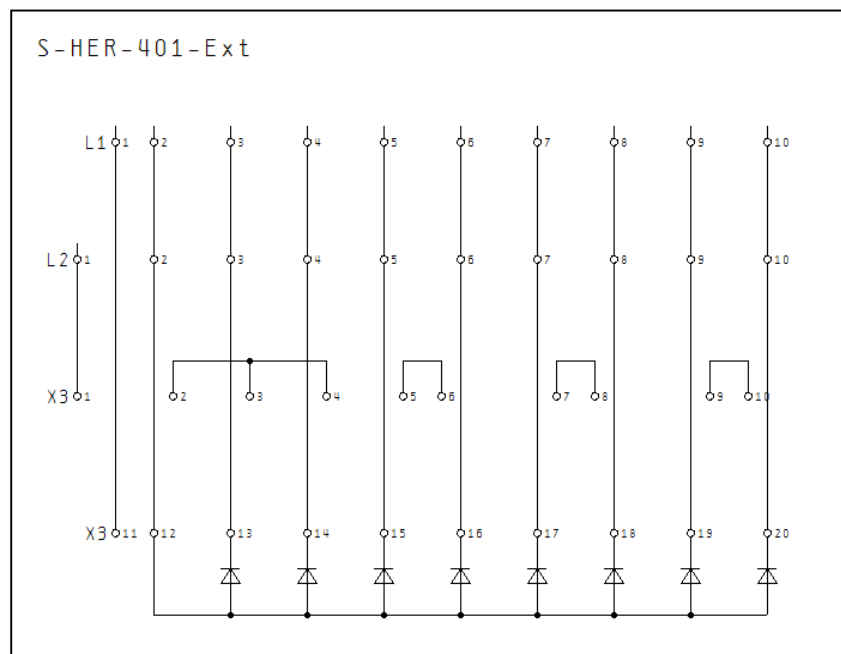 S-HER-401-Ext
L1 1 2 3 4 5 6 7 8 9 10
L2 1 2 3 4 5 6 7 8 9 10
X3 1 2 3 4 5 6 7 8 9 10
X3 11 12 13 14 15 16 17 18 19 20